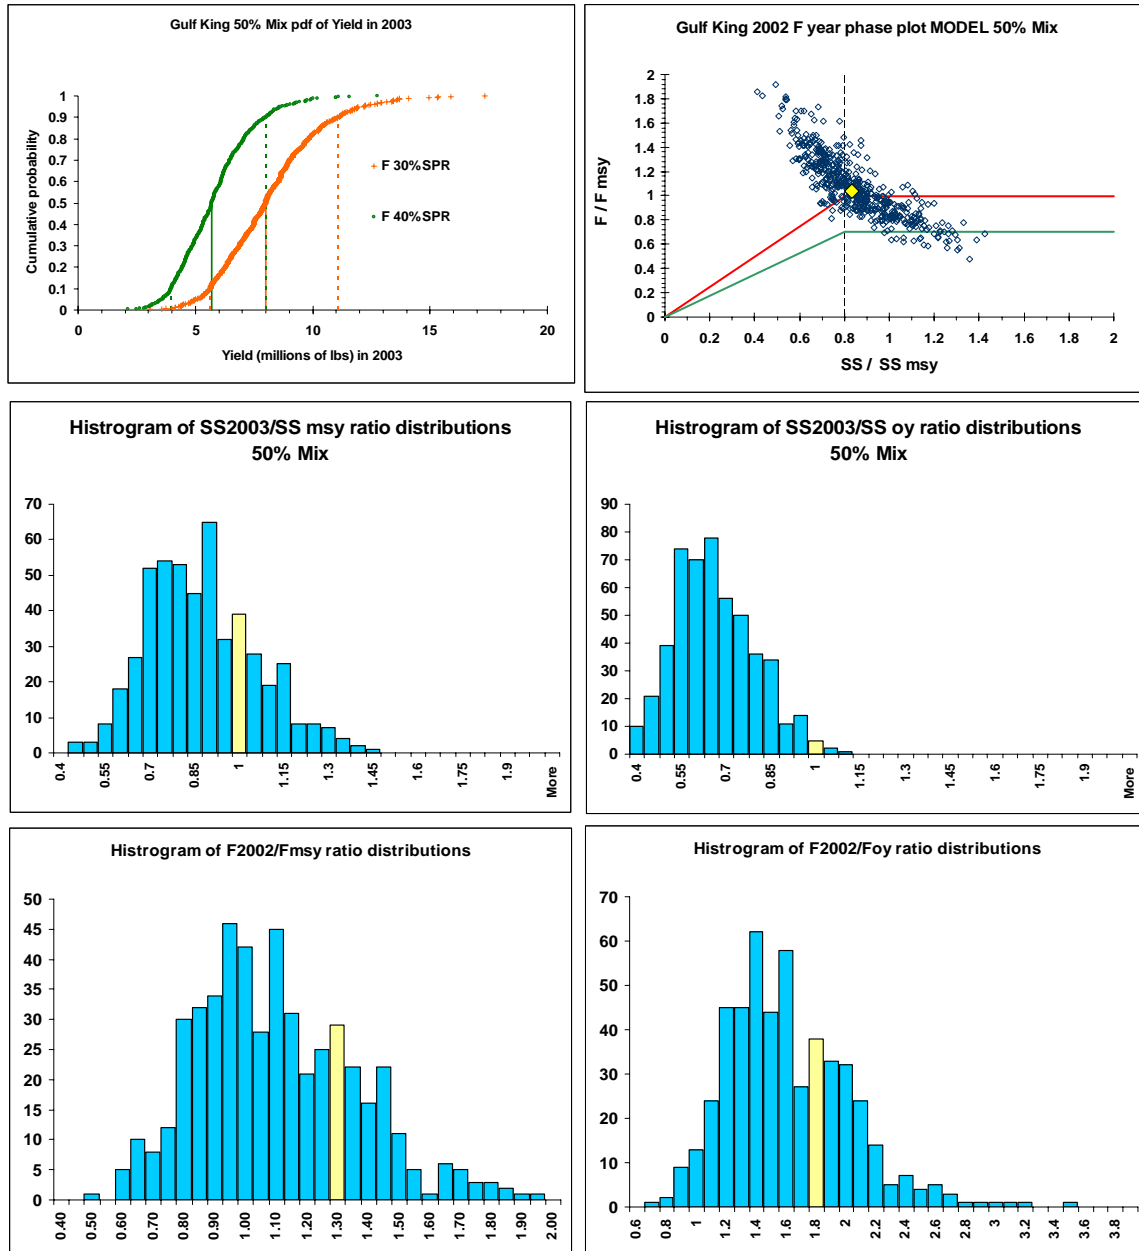 Gulf King 50% Mix pdf of Yield in 2003
Cumulative probability
1
0.9
0.8
0.7
0.6
0.5
0.4
0.3
0.2
0.1
0
F 30%SPR
F 40%SPR
0 5 10 15 20
Yield (millions of lbs) in 2003
Gulf King 2002 F year phase plot MODEL 50% Mix
F / F msy
2
1.8
1.6
1.4
1.2
1
0.8
0.6
0.4
0.2
0
0 0.2 0.4 0.6 0.8 1 1.2 1.4 1.6 1.8 2
SS / SS msy
Histrogram of SS2003/SS msy ratio distributions
50% Mix
70
60
50
40
30
20
10
0
0.4 0.55 0.7 0.85 1 1.15 1.3 1.45 1.6 1.75 1.9 More
Histrogram of SS2003/SS oy ratio distributions
50% Mix
90
80
70
60
50
40
30
20
10
0
0.4 0.55 0.7 0.85 1 1.15 1.3 1.45 1.6 1.75 1.9 More
Histrogram of F2002/Fmsy ratio distributions
50
45
40
35
30
25
20
15
10
5
0
0.40 0.50 0.60 0.70 0.80 0.90 1.00 1.10 1.20 1.30 1.40 1.50 1.60 1.70 1.80 1.90 2.00
Histrogram of F2002/Foy ratio distributions
70
60
50
40
30
20
10
0
0.6 0.8 1 1.2 1.4 1.6 1.8 2 2.2 2.4 2.6 2.8 3 3.2 3.4 3.6 3.8